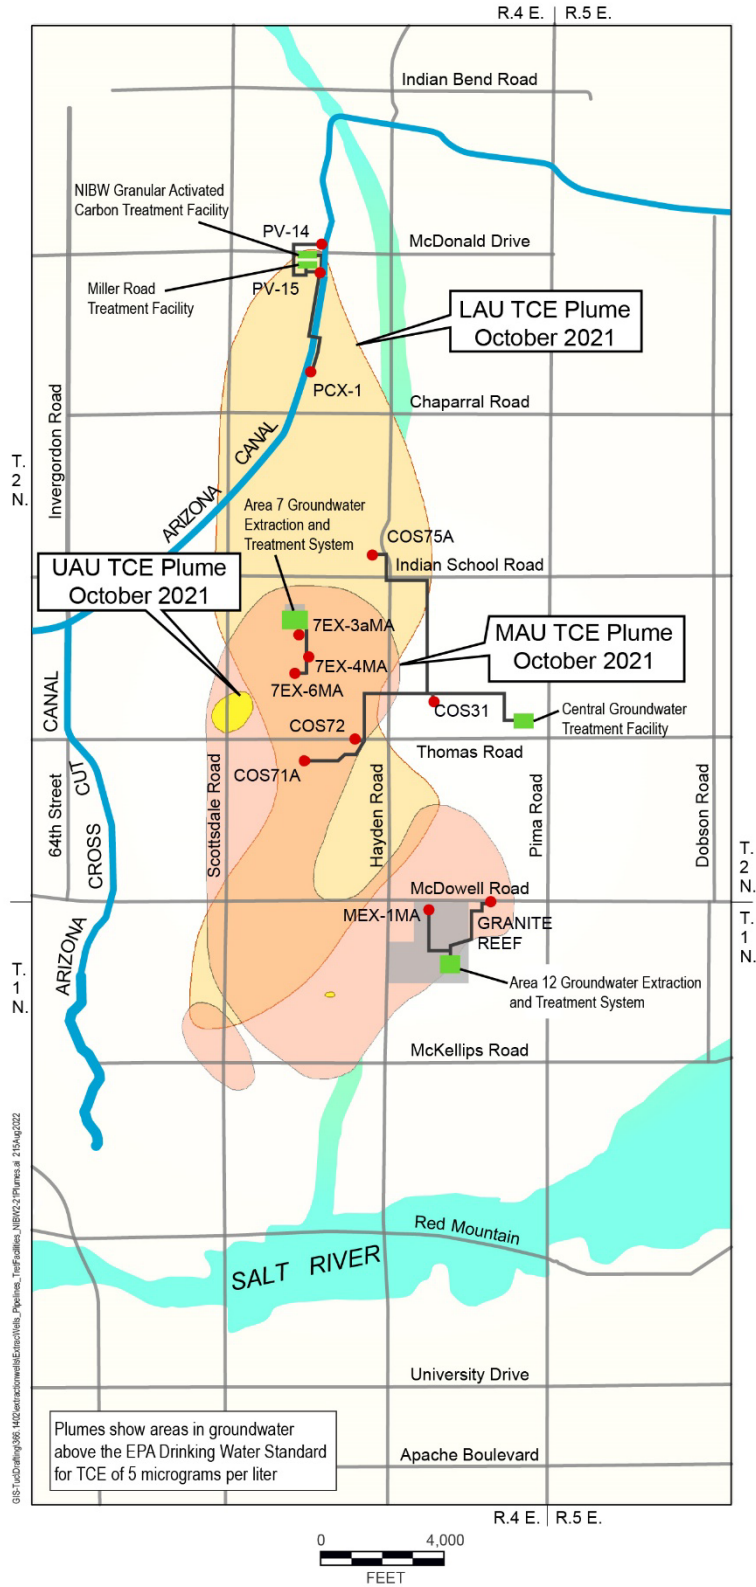 R.4 E. R.5 E.
Indian Bend Road
NIBW Granular Activated
Carbon Treatment Facility
PV-14
McDonald Drive
Miller Road
Treatment Facility
PV-15
LAU TCE Plume
October 2021
PCX-1
Chaparral Road
Invergordon Road
ARIZONA CANAL
T.
2
N.
Area 7 Groundwater
Extraction and
Treatment System
COS75A
Indian School Road
UAU TCE Plume
October 2021
7EX-3aMA
MAU TCE Plume
October 2021
7EX-4MA
7EX-6MA
COS31
Central Groundwater
Treatment Facility
COS72
Thomas Road
COS71A
64th Street
ARIZONA CROSS CUT CANAL
Scottsdale Road
Hayden Road
Pima Road
Dobson Road
T.
2
N.
McDowell Road
MEX-1MA
GRANITE
REEF
T.
1
N.
T.
1
N.
Area 12 Groundwater Extraction
and Treatment System
McKellips Road
Red Mountain
SALT RIVER
University Drive
Plumes show areas in groundwater
above the EPA Drinking Water Standard
for TCE of 5 micrograms per liter
Apache Boulevard
R.4 E. R.5 E.
0 4,000
FEET